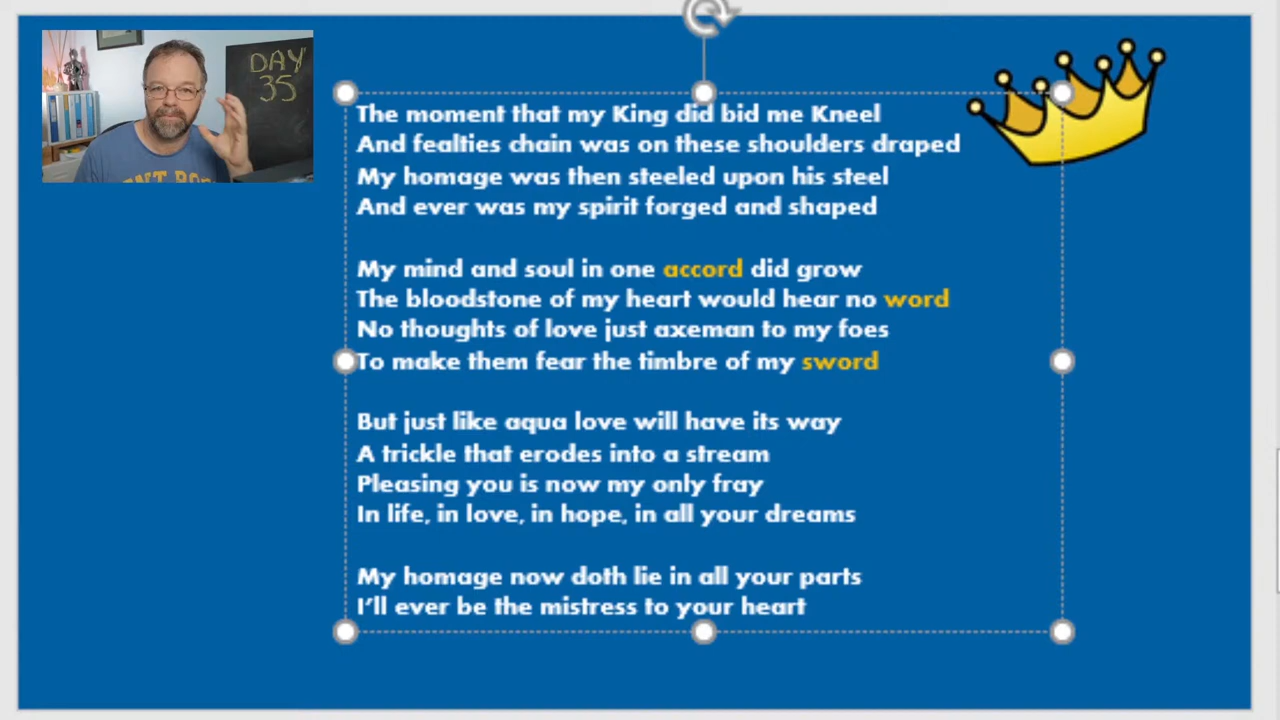 DAY
35
The moment that my King did bid me Kneel
And fealties chain was on these shoulders draped
My homage was then steeled upon his steel
And ever was my spirit forged and shaped
My mind and soul in one accord did grow
The bloodstone of my heart would hear no word
No thoughts of love just axeman to my foes
To make them fear the timbre of my sword
But just like aqua love will have its way
A trickle that erodes into a stream
Pleasing you is now my only fray
In life, in love, in hope, in all your dreams
My homage now doth lie in all your parts
I'll ever be the mistress to your heart